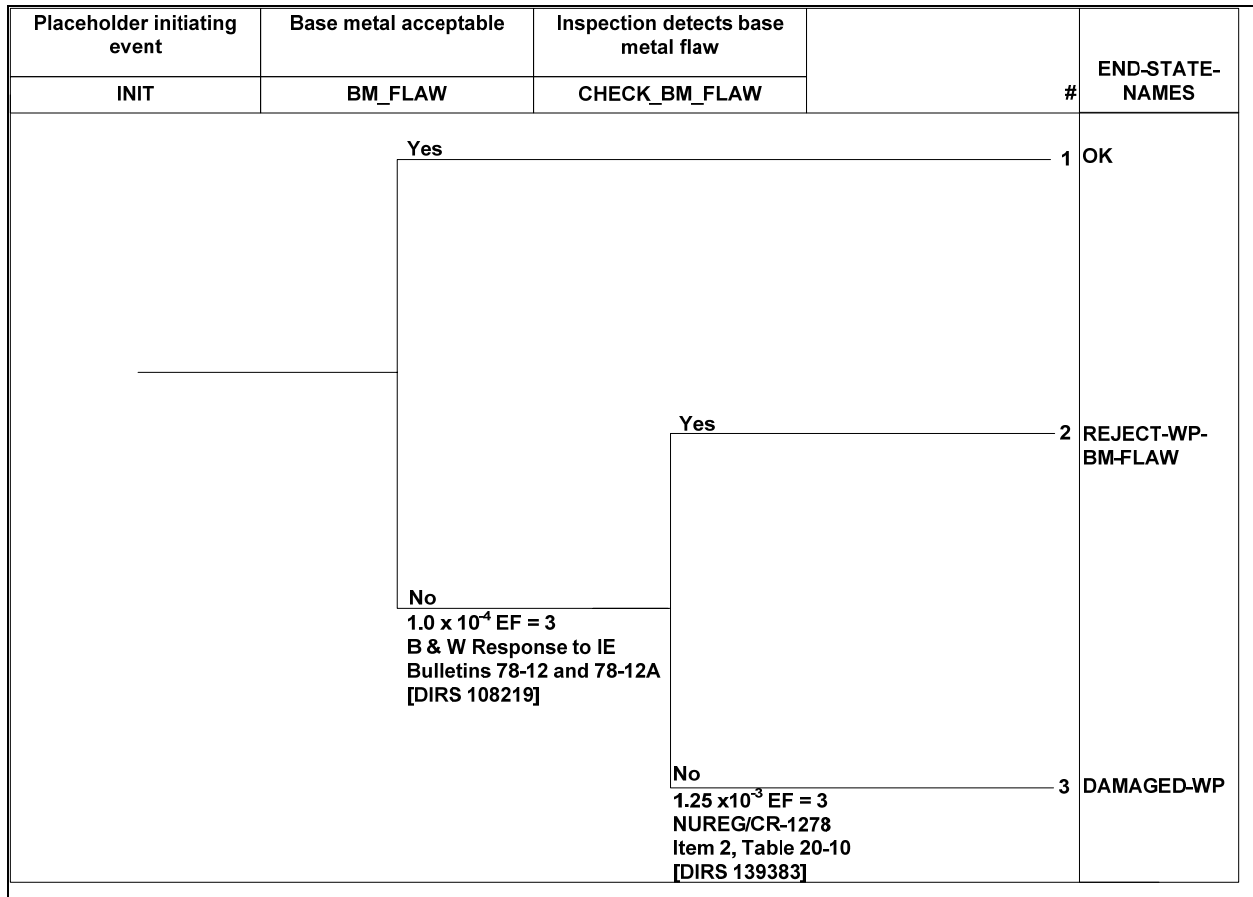 Placeholder initiating
event
Base metal acceptable
Inspection detects base
metal flaw
INIT
BM_FLAW
CHECK_BM_FLAW
#
END-STATE-
NAMES
Yes
1 OK
Yes
2 REJECT-WP-
BM-FLAW
No
1.0 x 10⁻⁴ EF = 3
B & W Response to IE
Bulletins 78-12 and 78-12A
[DIRS 108219]
No
1.25 x10⁻³ EF = 3
NUREG/CR-1278
Item 2, Table 20-10
[DIRS 139383]
3 DAMAGED-WP